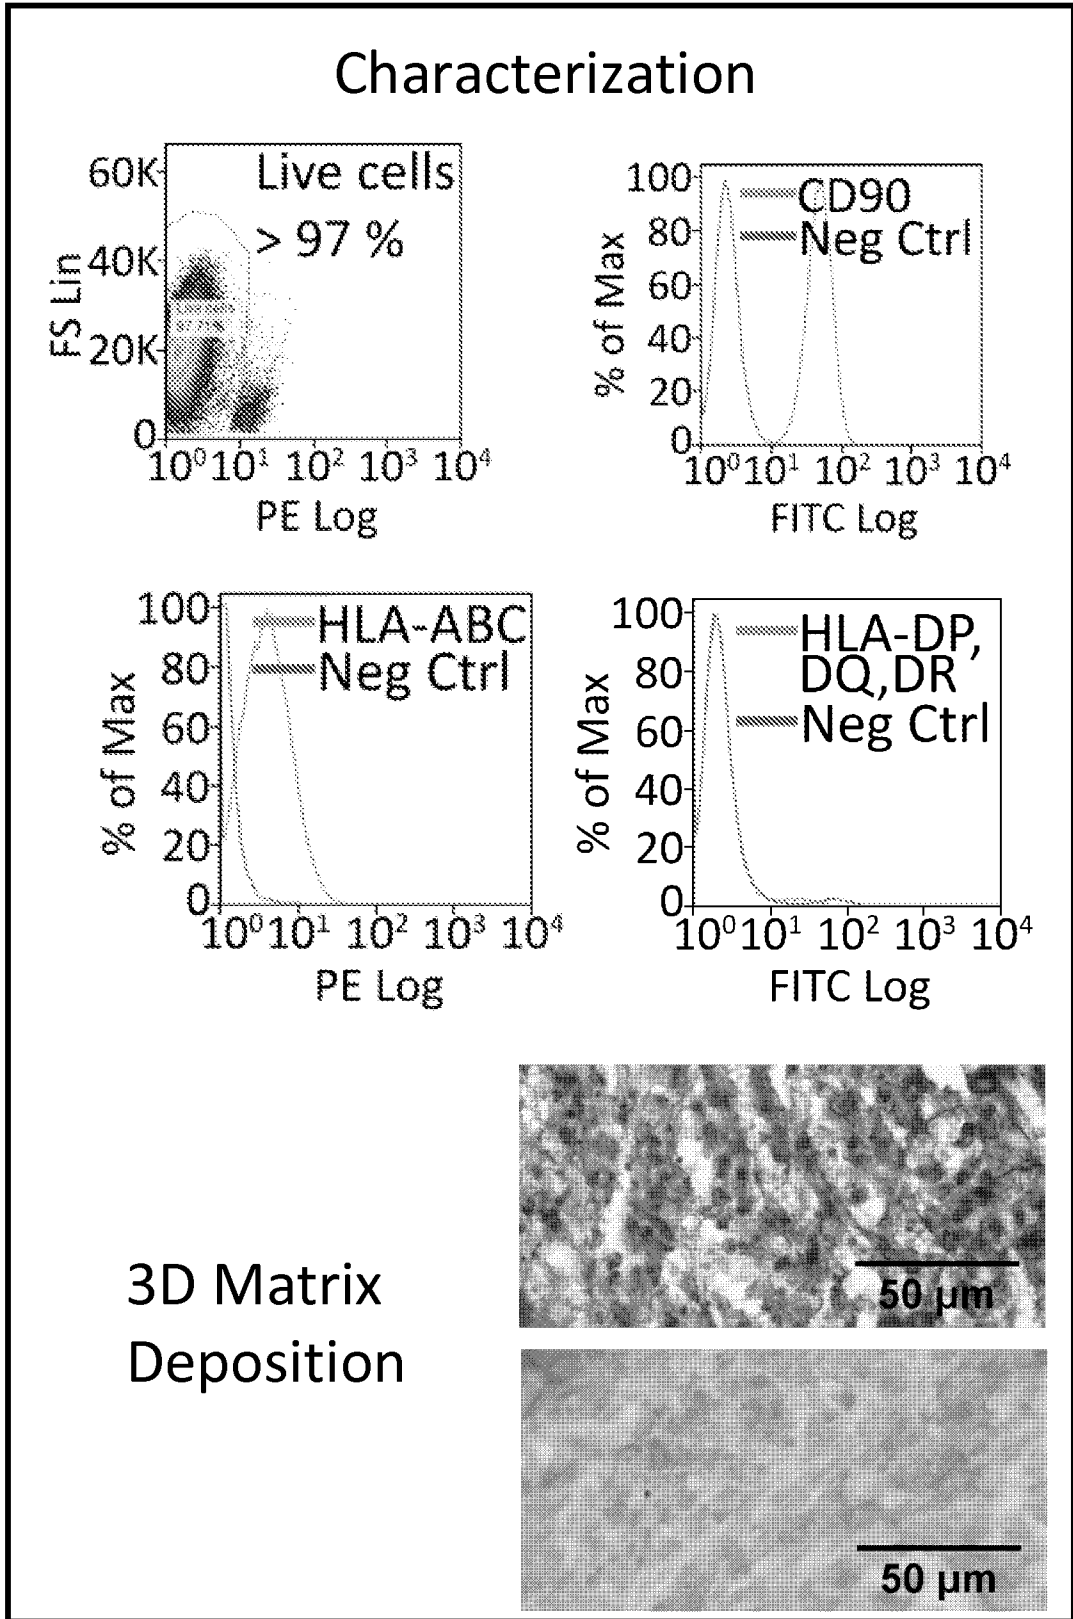 Characterization
60K
40K
20K
0
FS Lin
Live cells
> 97 %
10⁰ 10¹ 10² 10³ 10⁴
PE Log
100
80
60
40
20
0
% of Max
CD90
Neg Ctrl
10⁰ 10¹ 10² 10³ 10⁴
FITC Log
100
80
60
40
20
0
% of Max
HLA-ABC
Neg Ctrl
10⁰ 10¹ 10² 10³ 10⁴
PE Log
100
80
60
40
20
0
% of Max
HLA-DP,
DQ,DR
Neg Ctrl
10⁰ 10¹ 10² 10³ 10⁴
FITC Log
3D Matrix
Deposition
50 µm
50 µm